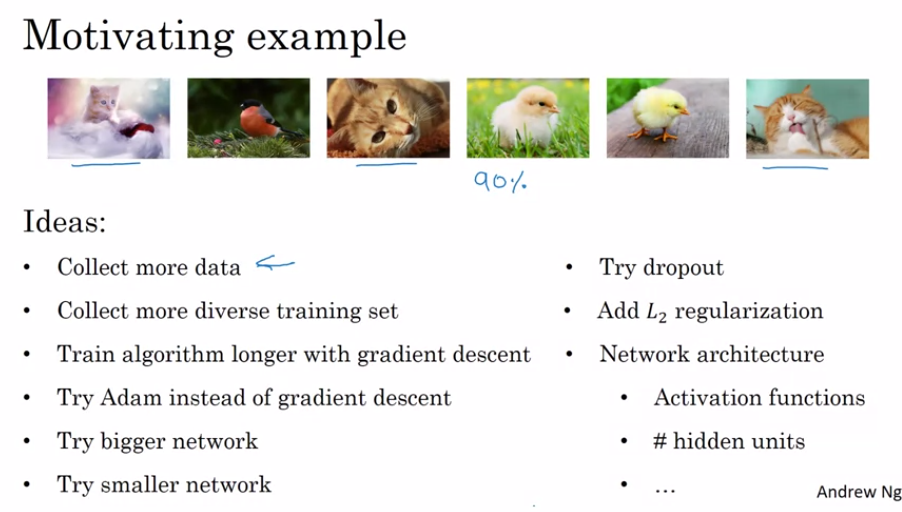 Motivating example
90%
Ideas:
• Collect more data ←
• Collect more diverse training set
• Train algorithm longer with gradient descent
• Try Adam instead of gradient descent
• Try bigger network
• Try smaller network
• Try dropout
• Add L₂ regularization
• Network architecture
• Activation functions
• # hidden units
• …
Andrew Ng